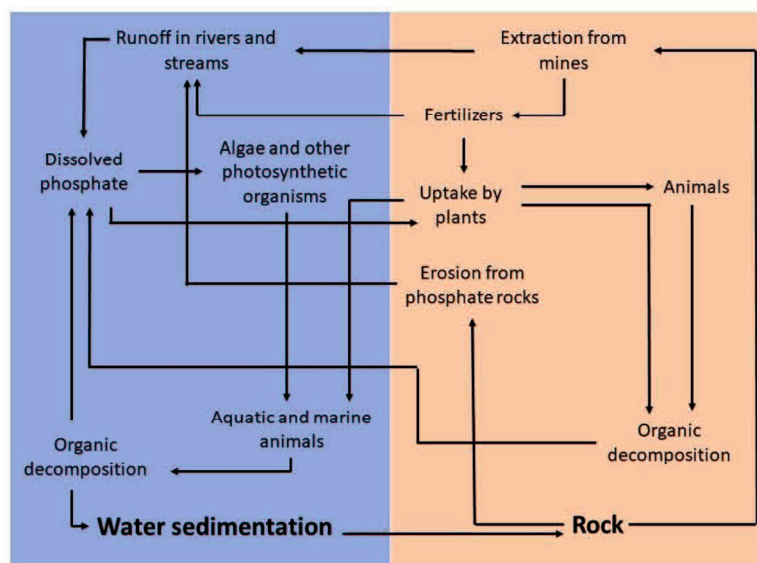 Runoff in rivers and
streams
Extraction from
mines
Fertilizers
Dissolved
phosphate
Algae and other
photosynthetic
organisms
Uptake by
plants
Animals
Erosion from
phosphate rocks
Aquatic and marine
animals
Organic
decomposition
Organic
decomposition
Water sedimentation
Rock